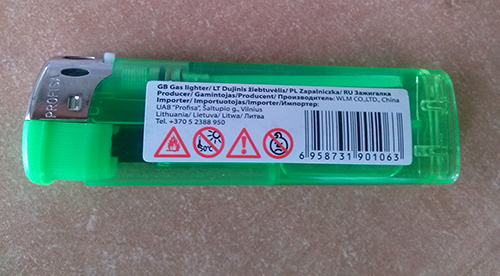 PROFISA
GB Gas lighter/ LT Dujinis žiebtuvėlis/ PL Zapalniczka/ RU Зажигалка
Producer/ Gamintojas/Producent/ Производитель: WLM CO.,LTD., China
Importer/ Importuotojas/Importer/Импортер:
UAB "Profisa", Šaltupio g., Vilnius
Lithuania/ Lietuva/ Litwa/ Литва
Tel. +370 5 2388 950
50°C
6 958731 901063